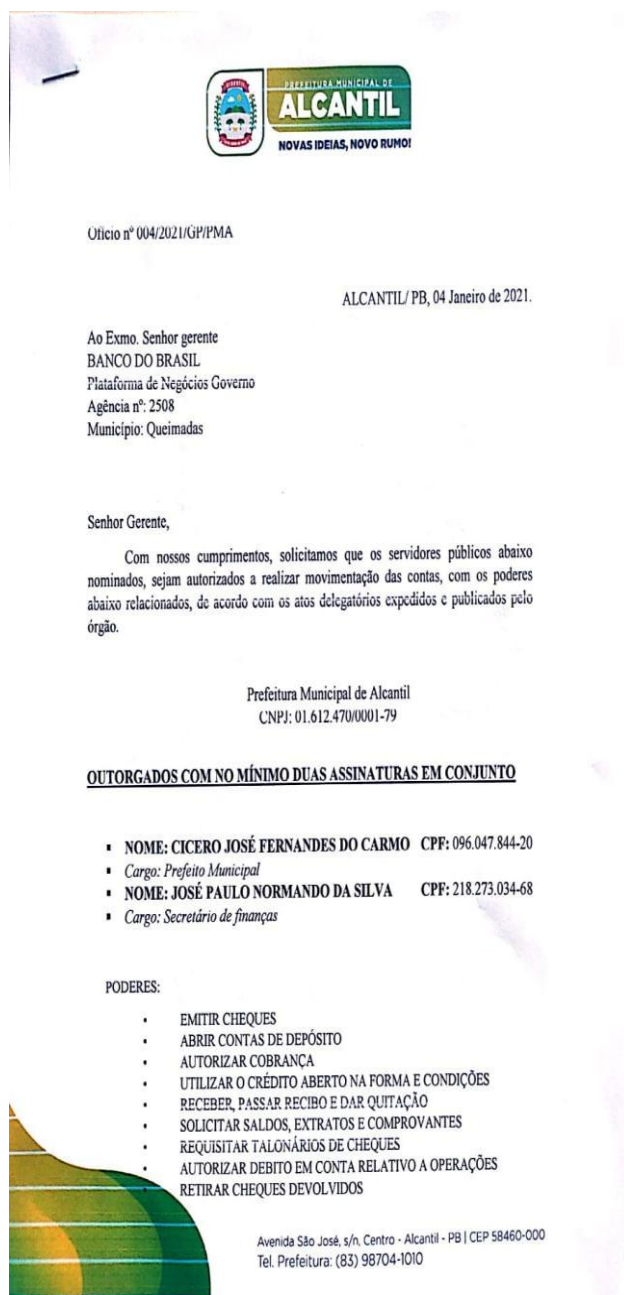 PREFEITURA MUNICIPAL DE
ALCANTIL
NOVAS IDEIAS, NOVO RUMO!
Ofício nº 004/2021/GP/PMA
ALCANTIL/ PB, 04 Janeiro de 2021.
Ao Exmo. Senhor gerente
BANCO DO BRASIL
Plataforma de Negócios Governo
Agência nº: 2508
Município: Queimadas
Senhor Gerente,
Com nossos cumprimentos, solicitamos que os servidores públicos abaixo
nominados, sejam autorizados a realizar movimentação das contas, com os poderes
abaixo relacionados, de acordo com os atos delegatórios expedidos e publicados pelo
órgão.
Prefeitura Municipal de Alcantil
CNPJ: 01.612.470/0001-79
OUTORGADOS COM NO MÍNIMO DUAS ASSINATURAS EM CONJUNTO
▪ NOME: CICERO JOSÉ FERNANDES DO CARMO CPF: 096.047.844-20
▪ Cargo: Prefeito Municipal
▪ NOME: JOSÉ PAULO NORMANDO DA SILVA CPF: 218.273.034-68
▪ Cargo: Secretário de finanças
PODERES:
• EMITIR CHEQUES
• ABRIR CONTAS DE DEPÓSITO
• AUTORIZAR COBRANÇA
• UTILIZAR O CRÉDITO ABERTO NA FORMA E CONDIÇÕES
• RECEBER, PASSAR RECIBO E DAR QUITAÇÃO
• SOLICITAR SALDOS, EXTRATOS E COMPROVANTES
• REQUISITAR TALONÁRIOS DE CHEQUES
• AUTORIZAR DEBITO EM CONTA RELATIVO A OPERAÇÕES
• RETIRAR CHEQUES DEVOLVIDOS
Avenida São José, s/n, Centro - Alcantil - PB | CEP 58460-000
Tel. Prefeitura: (83) 98704-1010